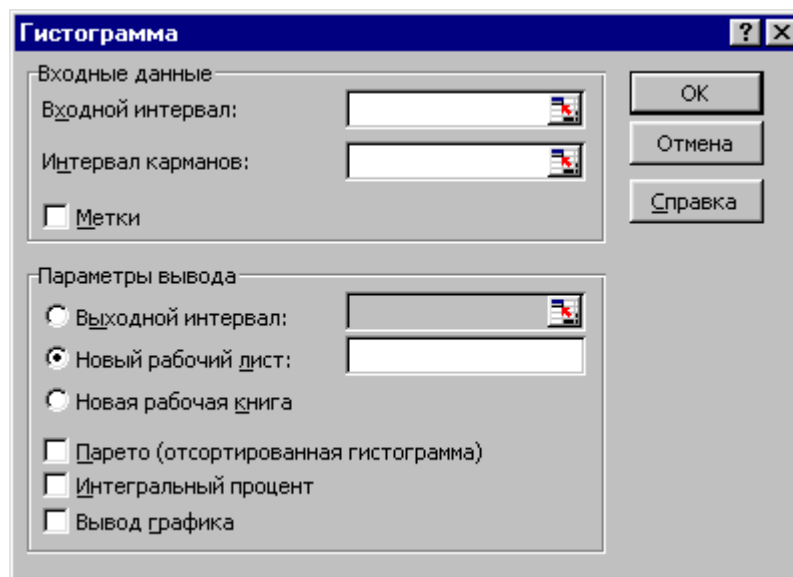 Гистограмма
Входные данные
Входной интервал:
Интервал карманов:
Метки
OK
Отмена
Справка
Параметры вывода
Выходной интервал:
Новый рабочий лист:
Новая рабочая книга
Парето (отсортированная гистограмма)
Интегральный процент
Вывод графика